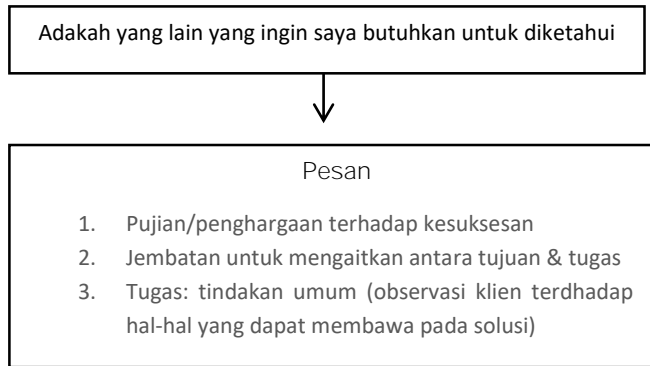 Adakah yang lain yang ingin saya butuhkan untuk diketahui
Pesan
1. Pujian/penghargaan terhadap kesuksesan
2. Jembatan untuk mengaitkan antara tujuan & tugas
3. Tugas: tindakan umum (observasi klien terdhadap
hal-hal yang dapat membawa pada solusi)